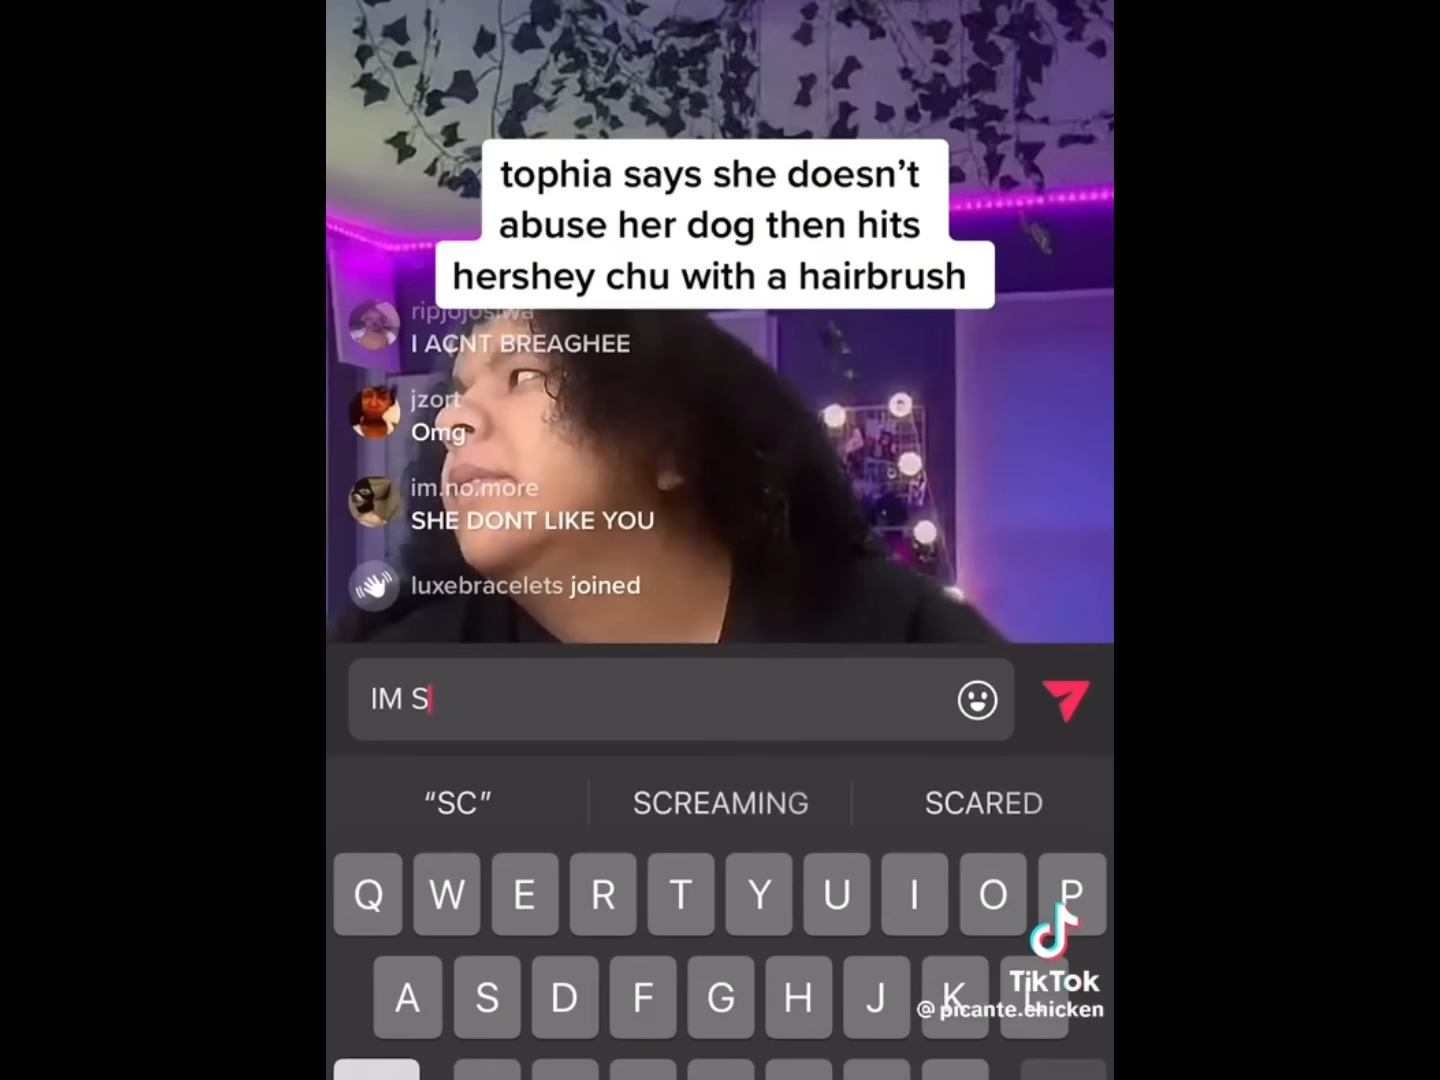 tophia says she doesn’t
abuse her dog then hits
hershey chu with a hairbrush
ripjojosiwa
I ACNT BREAGHEE
jzort
Omg
im.no.more
SHE DONT LIKE YOU
luxebracelets joined
IM S
“SC”
SCREAMING
SCARED
Q W E R T Y U I O P
A S D F G H J K L
TikTok
@picante.chicken